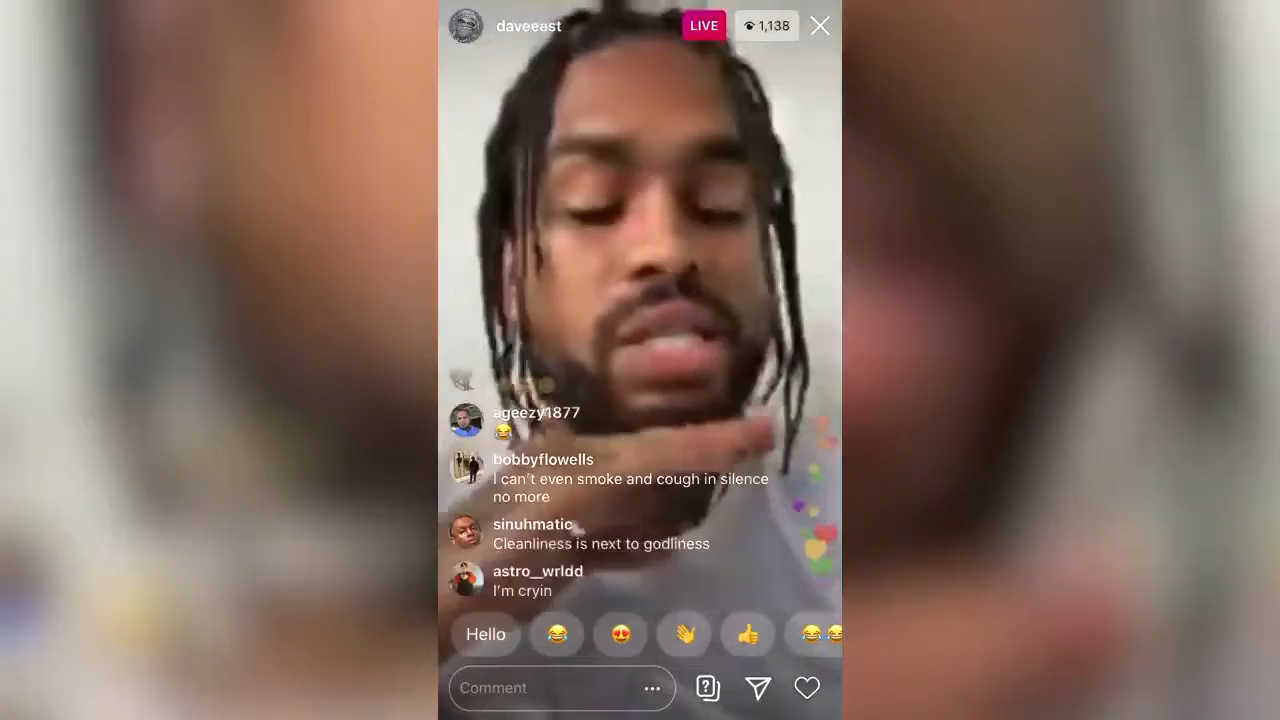 daveeast
LIVE
1,138
ageezy1877
😂
bobbyflowells
I can't even smoke and cough in silence
no more
sinuhmatic
Cleanliness is next to godliness
astro__wrldd
I'm cryin
Hello
Comment